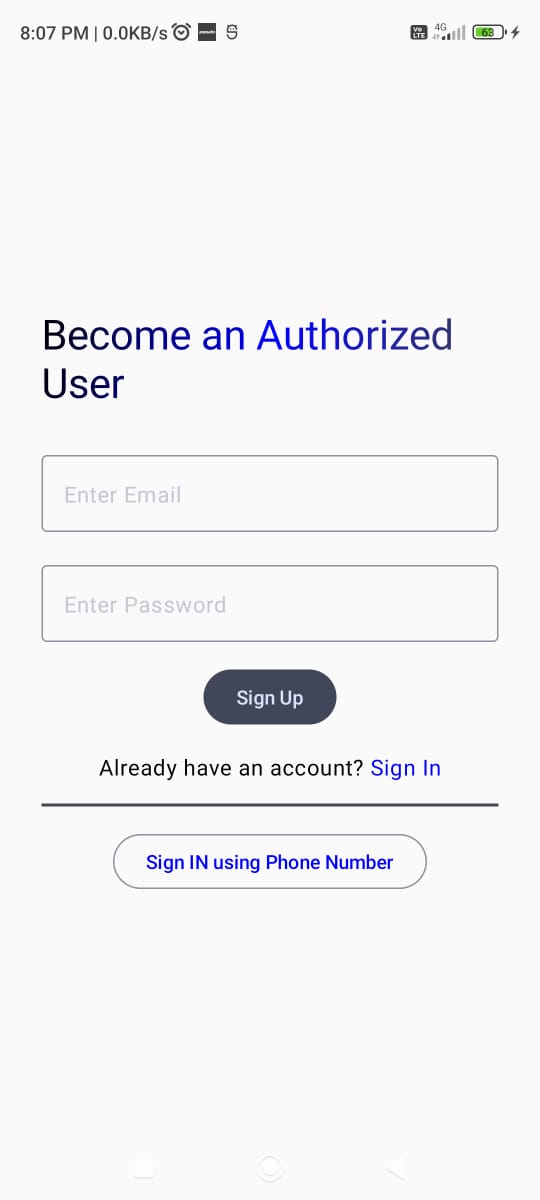 8:07 PM | 0.0KB/s
Vo LTE 4G 63
Become an Authorized
User
Enter Email
Enter Password
Sign Up
Already have an account? Sign In
Sign IN using Phone Number